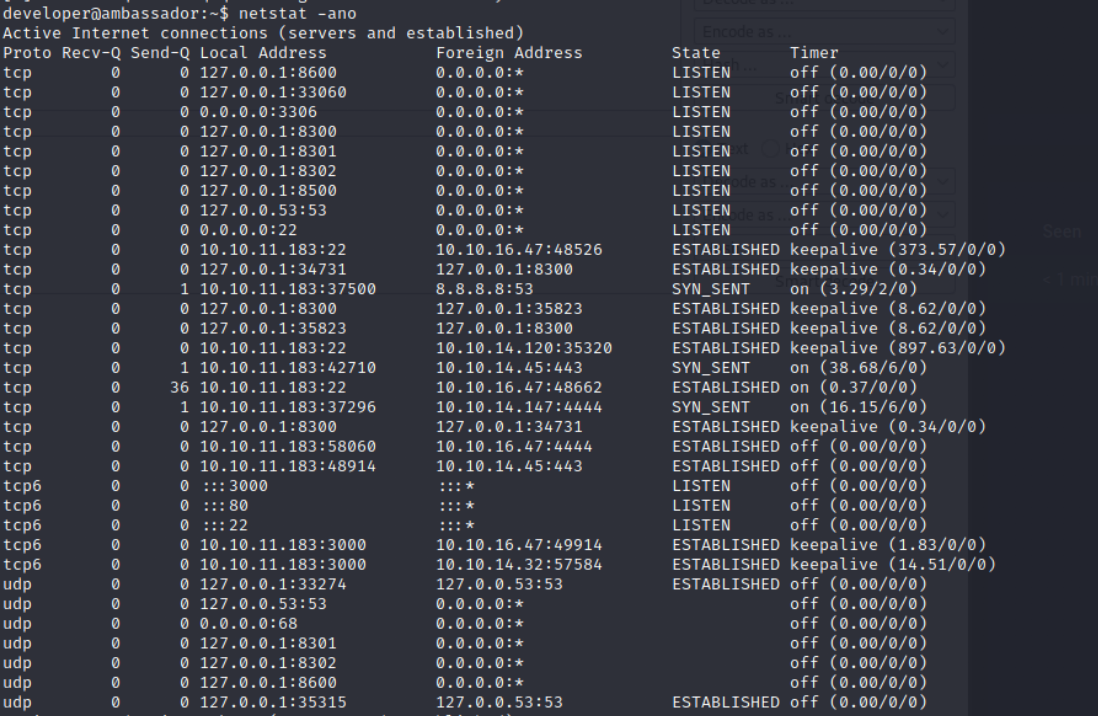 developer@ambassador:~$ netstat -ano
Active Internet connections (servers and established)
Proto Recv-Q Send-Q Local Address           Foreign Address         State       Timer
tcp        0      0 127.0.0.1:8600          0.0.0.0:*               LISTEN      off (0.00/0/0)
tcp        0      0 127.0.0.1:33060         0.0.0.0:*               LISTEN      off (0.00/0/0)
tcp        0      0 0.0.0.0:3306            0.0.0.0:*               LISTEN      off (0.00/0/0)
tcp        0      0 127.0.0.1:8300          0.0.0.0:*               LISTEN      off (0.00/0/0)
tcp        0      0 127.0.0.1:8301          0.0.0.0:*               LISTEN      off (0.00/0/0)
tcp        0      0 127.0.0.1:8302          0.0.0.0:*               LISTEN      off (0.00/0/0)
tcp        0      0 127.0.0.1:8500          0.0.0.0:*               LISTEN      off (0.00/0/0)
tcp        0      0 127.0.0.53:53           0.0.0.0:*               LISTEN      off (0.00/0/0)
tcp        0      0 0.0.0.0:22              0.0.0.0:*               LISTEN      off (0.00/0/0)
tcp        0      0 10.10.11.183:22         10.10.16.47:48526       ESTABLISHED keepalive (373.57/0/0)
tcp        0      0 127.0.0.1:34731         127.0.0.1:8300          ESTABLISHED keepalive (0.34/0/0)
tcp        0      1 10.10.11.183:37500      8.8.8.8:53              SYN_SENT    on (3.29/2/0)
tcp        0      0 127.0.0.1:8300          127.0.0.1:35823         ESTABLISHED keepalive (8.62/0/0)
tcp        0      0 127.0.0.1:35823         127.0.0.1:8300          ESTABLISHED keepalive (8.62/0/0)
tcp        0      0 10.10.11.183:22         10.10.14.120:35320      ESTABLISHED keepalive (897.63/0/0)
tcp        0      1 10.10.11.183:42710      10.10.14.45:443         SYN_SENT    on (38.68/6/0)
tcp        0     36 10.10.11.183:22         10.10.16.47:48662       ESTABLISHED on (0.37/0/0)
tcp        0      1 10.10.11.183:37296      10.10.14.147:4444       SYN_SENT    on (16.15/6/0)
tcp        0      0 127.0.0.1:8300          127.0.0.1:34731         ESTABLISHED keepalive (0.34/0/0)
tcp        0      0 10.10.11.183:58060      10.10.16.47:4444        ESTABLISHED off (0.00/0/0)
tcp        0      0 10.10.11.183:48914      10.10.14.45:443         ESTABLISHED off (0.00/0/0)
tcp6       0      0 :::3000                 :::*                    LISTEN      off (0.00/0/0)
tcp6       0      0 :::80                   :::*                    LISTEN      off (0.00/0/0)
tcp6       0      0 :::22                   :::*                    LISTEN      off (0.00/0/0)
tcp6       0      0 10.10.11.183:3000       10.10.16.47:49914       ESTABLISHED keepalive (1.83/0/0)
tcp6       0      0 10.10.11.183:3000       10.10.14.32:57584       ESTABLISHED keepalive (14.51/0/0)
udp        0      0 127.0.0.1:33274         127.0.0.53:53           ESTABLISHED off (0.00/0/0)
udp        0      0 127.0.0.53:53           0.0.0.0:*                           off (0.00/0/0)
udp        0      0 0.0.0.0:68              0.0.0.0:*                           off (0.00/0/0)
udp        0      0 127.0.0.1:8301          0.0.0.0:*                           off (0.00/0/0)
udp        0      0 127.0.0.1:8302          0.0.0.0:*                           off (0.00/0/0)
udp        0      0 127.0.0.1:8600          0.0.0.0:*                           off (0.00/0/0)
udp        0      0 127.0.0.1:35315         127.0.0.53:53           ESTABLISHED off (0.00/0/0)
Encode as ...
Seen